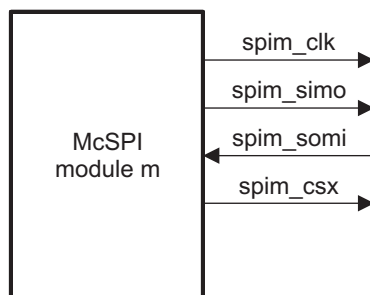 McSPI
module m
spim_clk
spim_simo
spim_somi
spim_csx